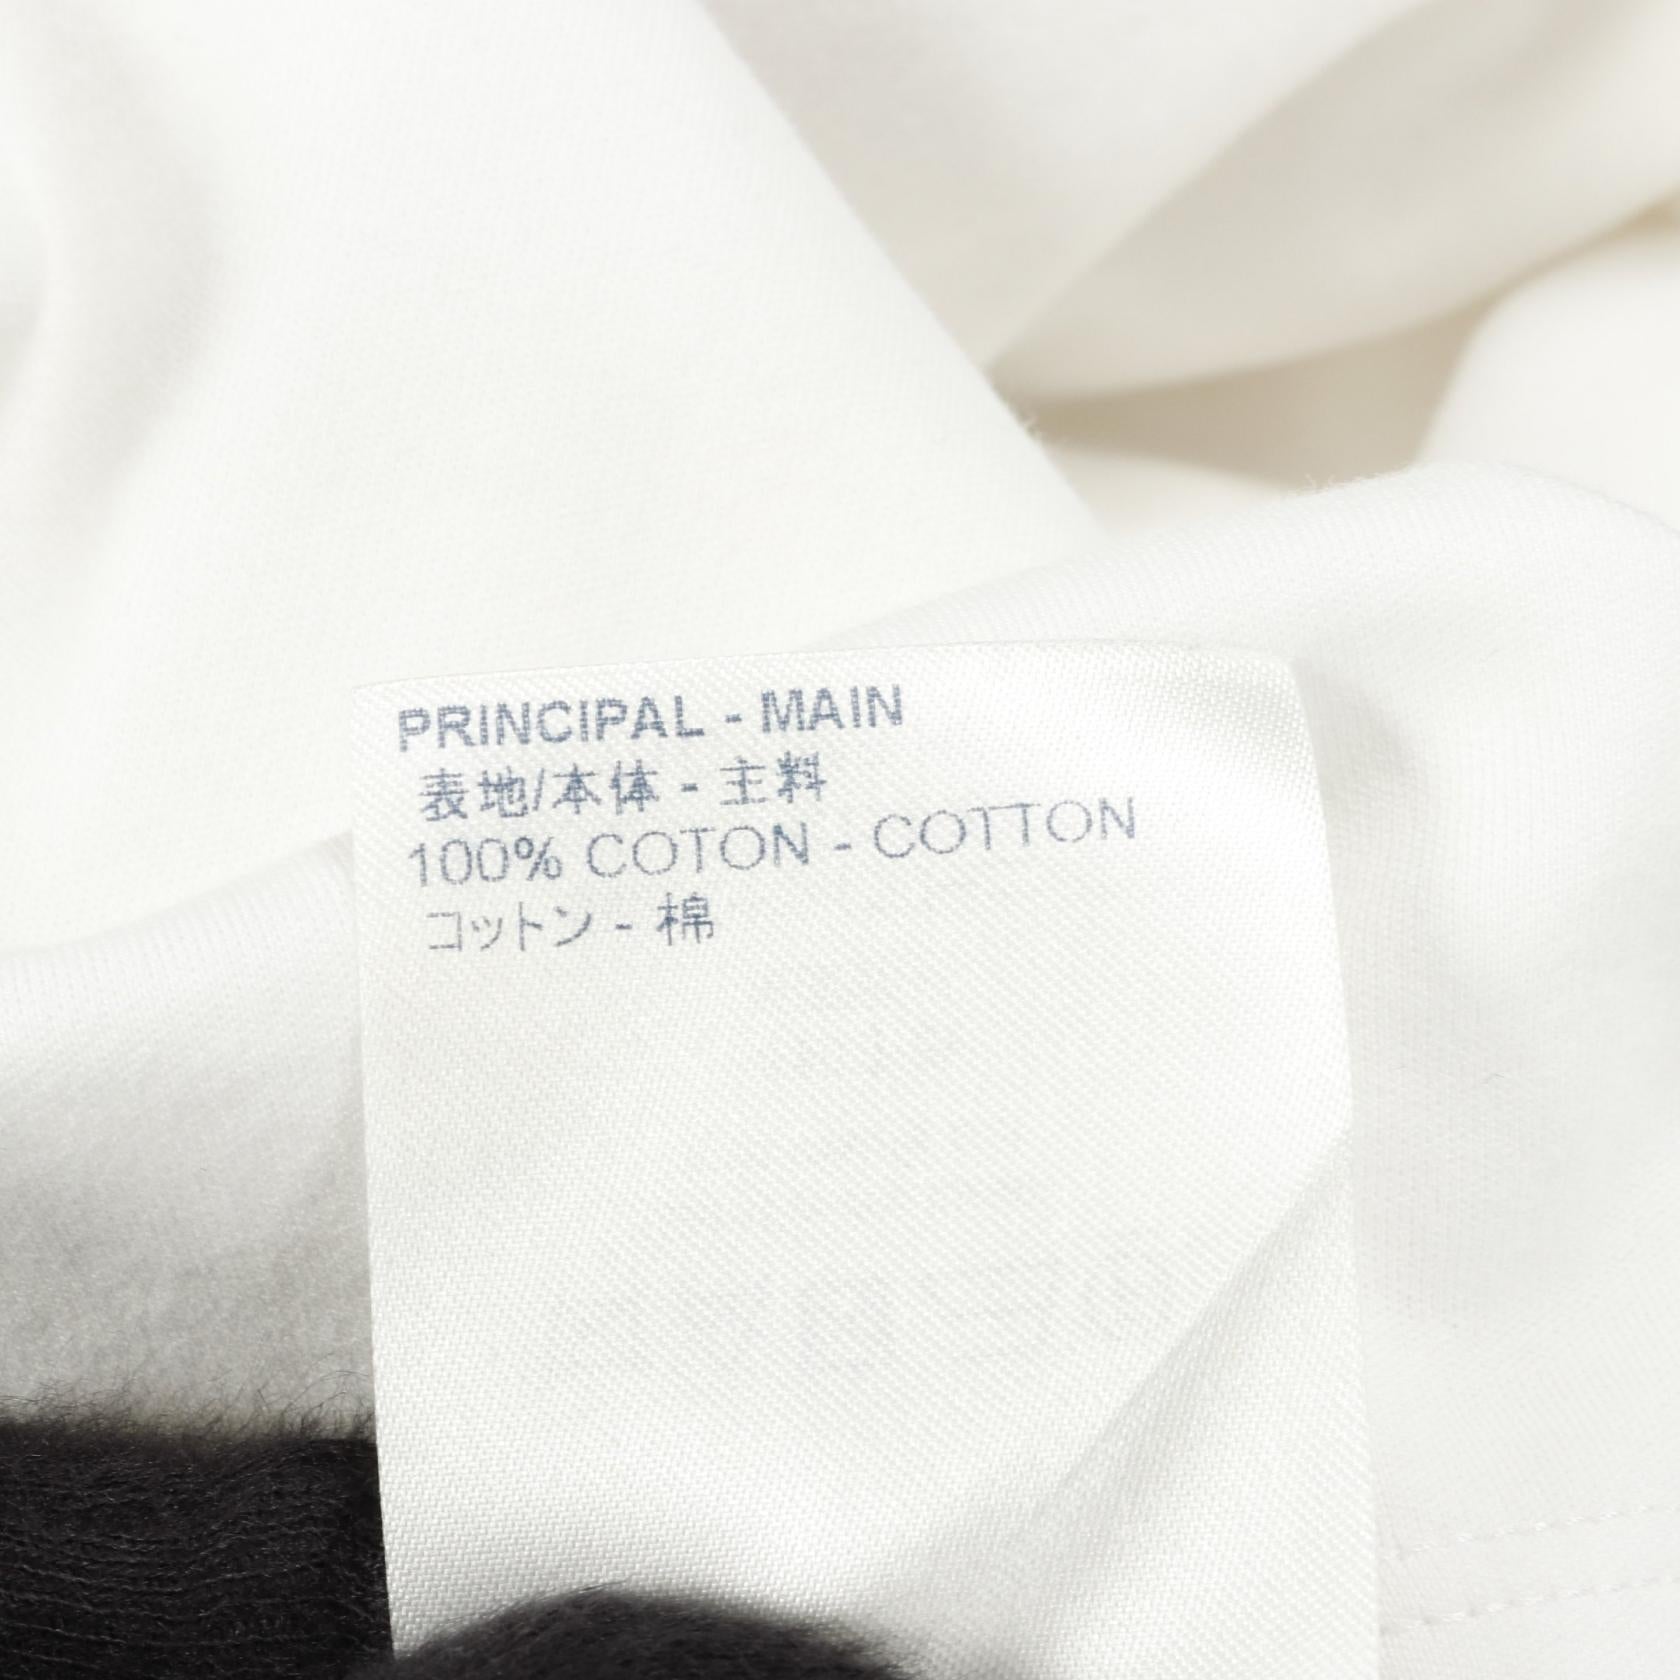 PRINCIPAL - MAIN
表地/本体 - 主料
100% COTON - COTTON
コットン - 棉